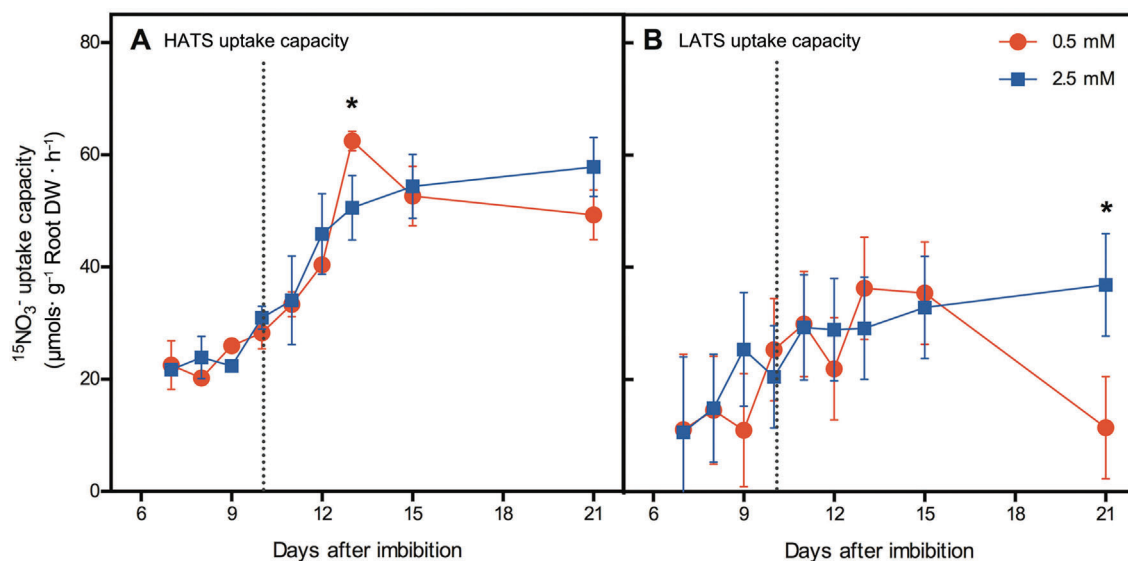 A HATS uptake capacity
B LATS uptake capacity
0.5 mM
2.5 mM
*
*
¹⁵NO₃⁻ uptake capacity
(µmols· g⁻¹ Root DW · h⁻¹)
80
60
40
20
0
6 9 12 15 18 21
6 9 12 15 18 21
Days after imbibition
Days after imbibition